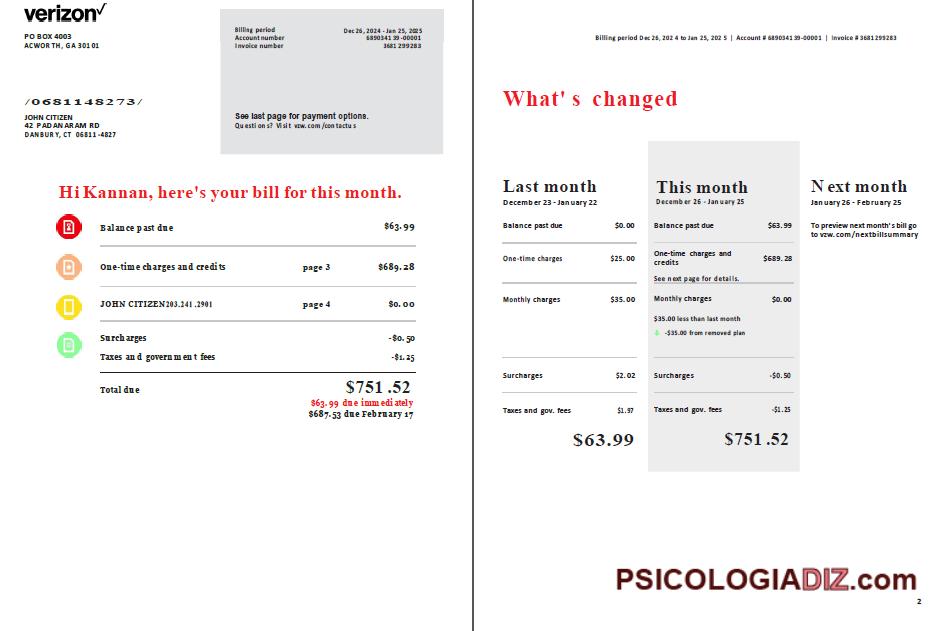 verizon✓
PO BOX 4003
ACWORTH, GA 30101
Billing period Dec 26, 2024 - Jan 25, 2025
Account number 689034139-00001
Invoice number 3681299283
/0681148273/
JOHN CITIZEN
42 PADANARAM RD
DANBURY, CT 06811-4827
See last page for payment options.
Questions? Visit vzw.com/contactus
Hi Kannan, here's your bill for this month.
Balance past due $63.99
One-time charges and credits page 3 $689.28
JOHN CITIZEN203.241.2901 page 4 $0.00
Surcharges -$0.50
Taxes and government fees -$1.25
Total due $751.52
$63.99 due immediately
$687.53 due February 17
Billing period Dec 26, 2024 to Jan 25, 2025 | Account # 689034139-00001 | Invoice # 3681299283
What's changed
Last month
December 23 - January 22
Balance past due $0.00
One-time charges $25.00
Monthly charges $35.00
Surcharges $2.02
Taxes and gov. fees $1.97
$63.99
This month
December 26 - January 25
Balance past due $63.99
One-time charges and
credits $689.28
See next page for details.
Monthly charges $0.00
$35.00 less than last month
-$35.00 from removed plan
Surcharges -$0.50
Taxes and gov. fees -$1.25
$751.52
Next month
January 26 - February 25
To preview next month's bill go
to vzw.com/nextbillsummary
PSICOLOGIADIZ.com
2